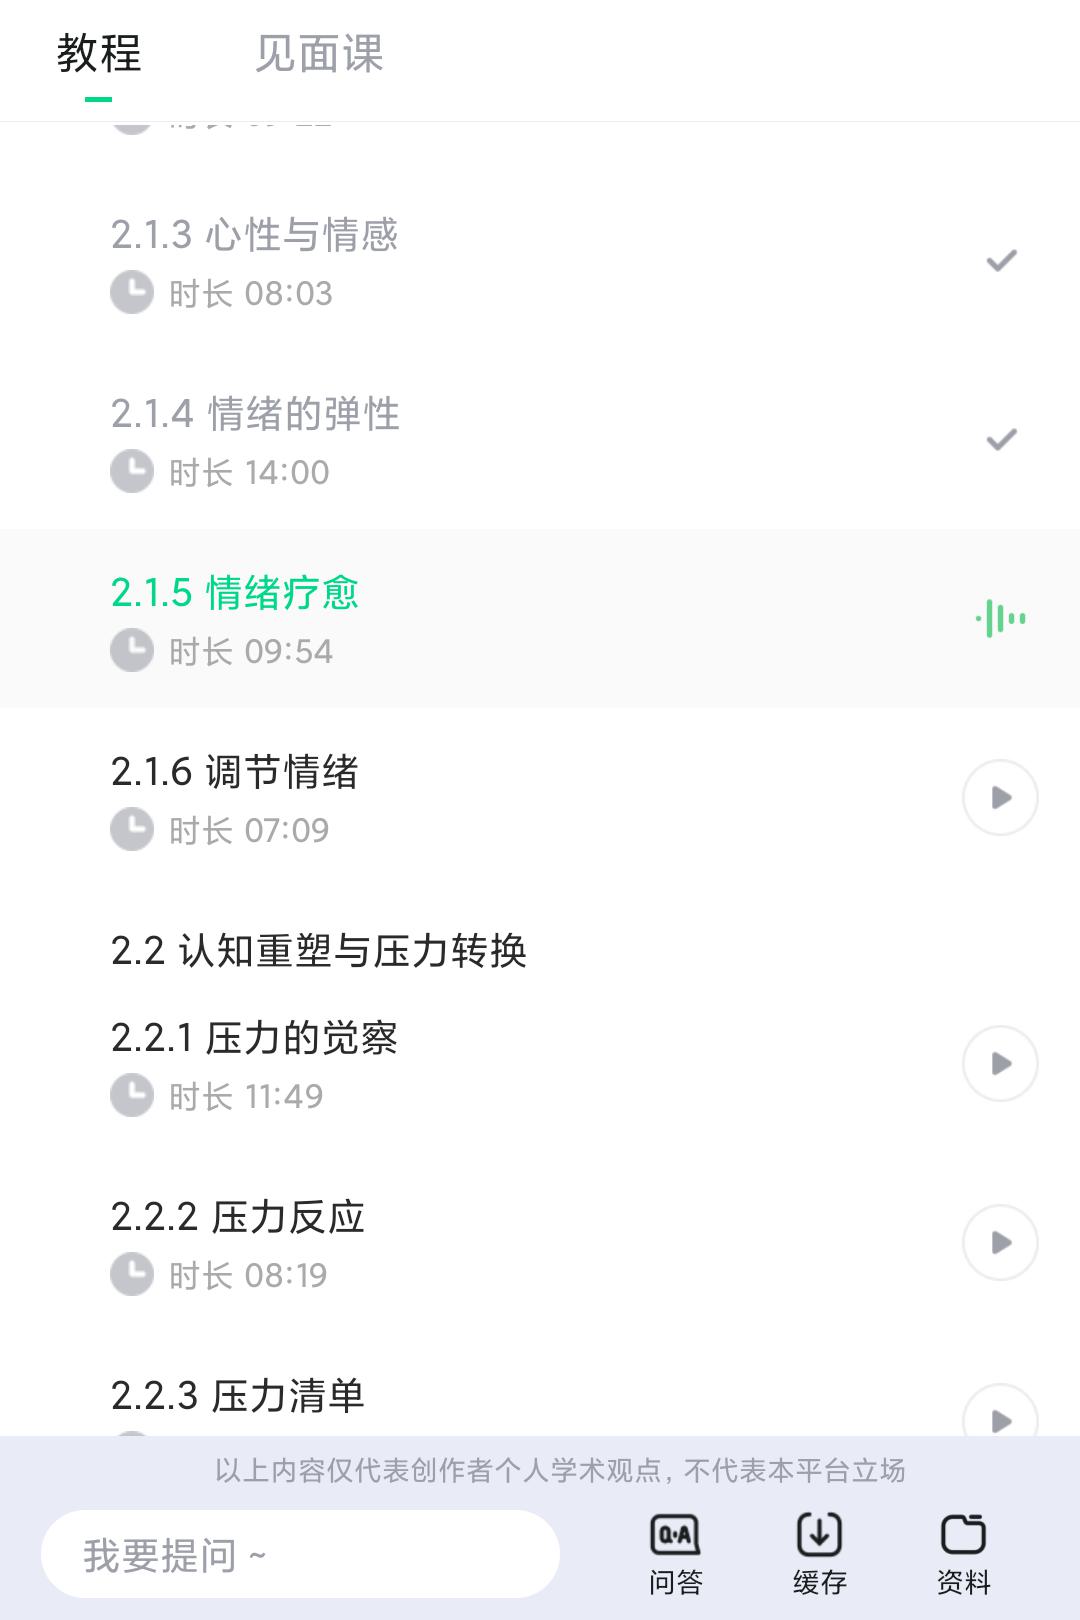 教程
见面课
2.1.3 心性与情感
时长 08:03
2.1.4 情绪的弹性
时长 14:00
2.1.5 情绪疗愈
时长 09:54
2.1.6 调节情绪
时长 07:09
2.2 认知重塑与压力转换
2.2.1 压力的觉察
时长 11:49
2.2.2 压力反应
时长 08:19
2.2.3 压力清单
以上内容仅代表创作者个人学术观点，不代表本平台立场
我要提问 ~
Q·A
问答
缓存
资料